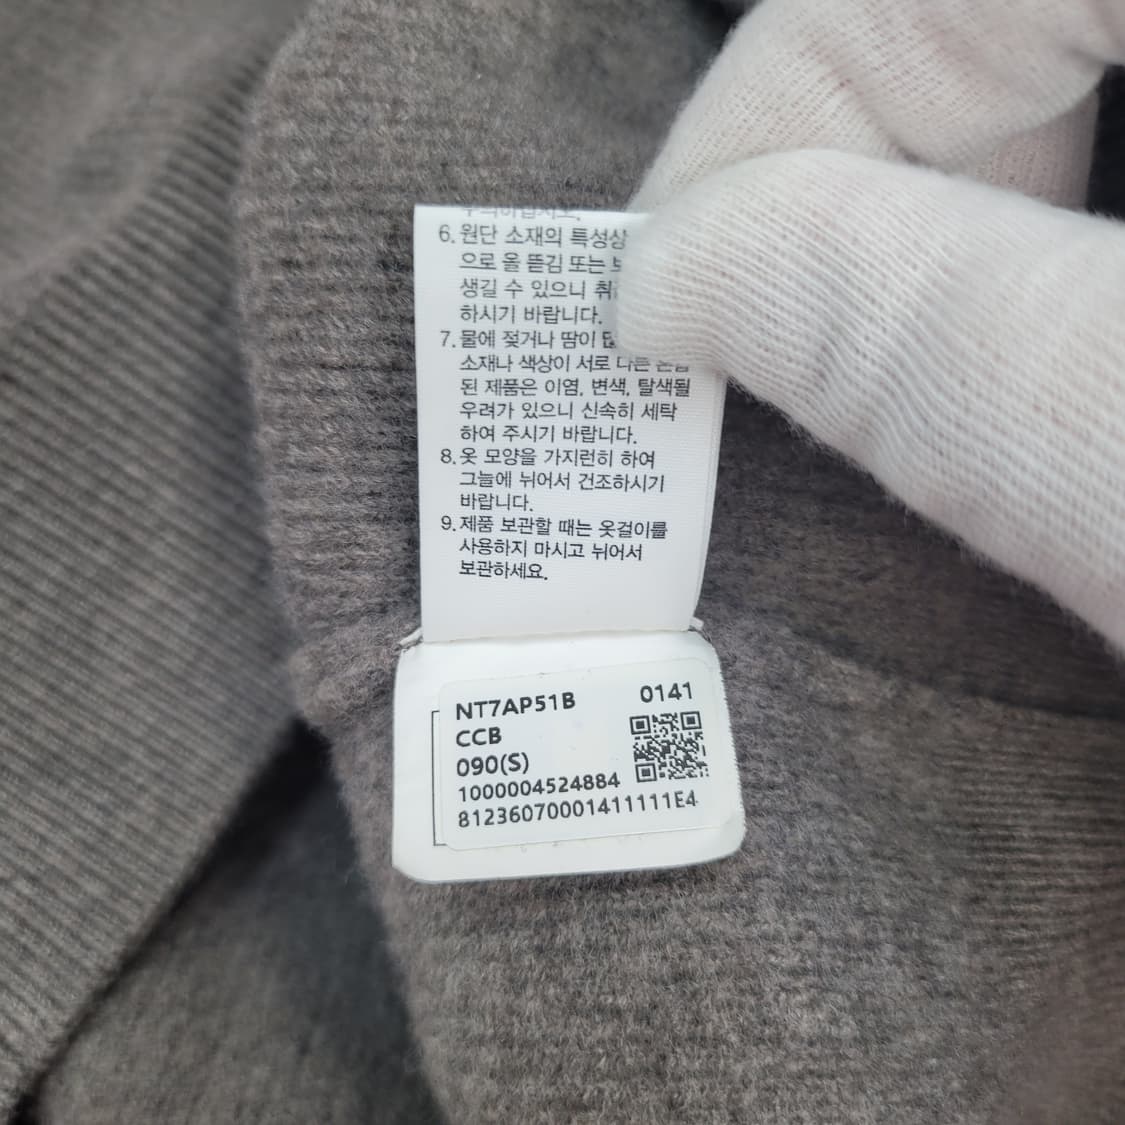 6. 원단 소재의 특성상
으로 올 뜯김 또는
생길 수 있으니
하시기 바랍니다.
7. 물에 젖거나 땀이
소재나 색상이 서로 다른
된 제품은 이염, 변색, 탈색될
우려가 있으니 신속히 세탁
하여 주시기 바랍니다.
8. 옷 모양을 가지런히 하여
그늘에 뉘어서 건조하시기
바랍니다.
9. 제품 보관할 때는 옷걸이를
사용하지 마시고 뉘어서
보관하세요.
NT7AP51B 0141
CCB
090(S)
1000004524884
81236070001411111E4